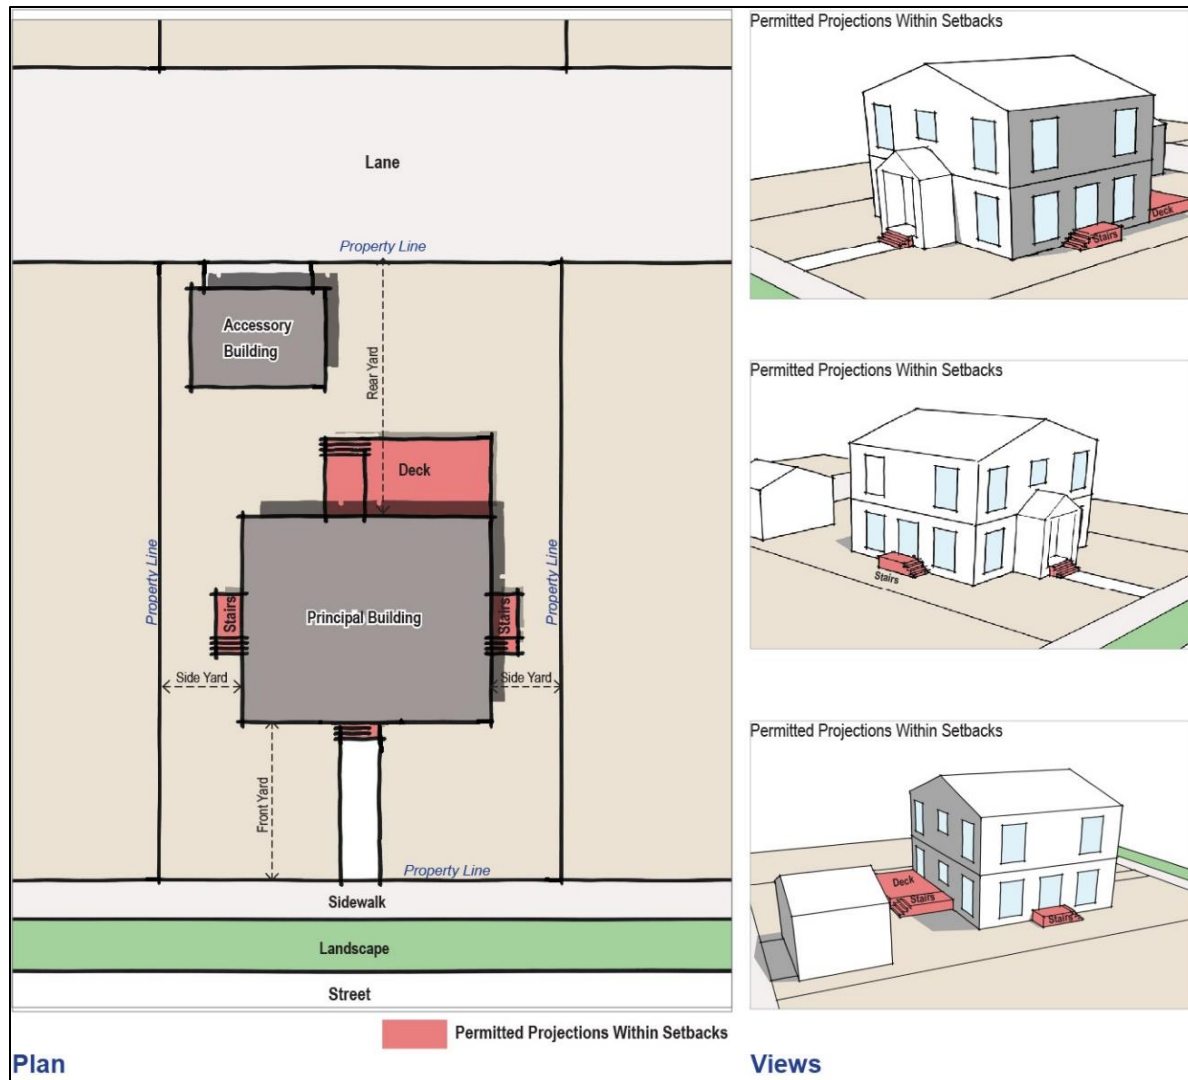 Lane
Property Line
Accessory
Building
Rear Yard
Deck
Property Line
Stairs
Principal Building
Stairs
Property Line
Side Yard
Side Yard
Front Yard
Property Line
Sidewalk
Landscape
Street
Permitted Projections Within Setbacks
Plan
Permitted Projections Within Setbacks
Deck
Stairs
Permitted Projections Within Setbacks
Stairs
Permitted Projections Within Setbacks
Deck
Stairs
Stairs
Views